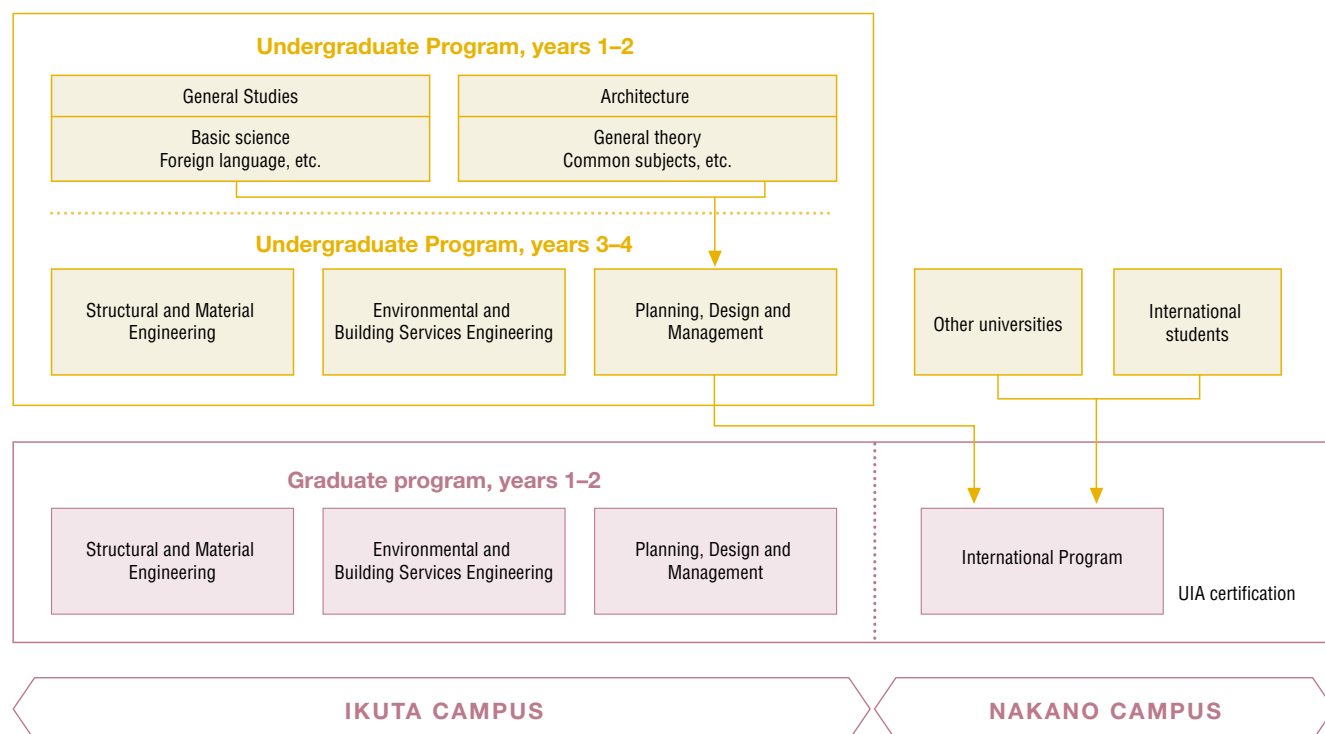 Undergraduate Program, years 1–2
General Studies
Basic science
Foreign language, etc.
Architecture
General theory
Common subjects, etc.
Undergraduate Program, years 3–4
Structural and Material
Engineering
Environmental and
Building Services Engineering
Planning, Design and
Management
Other universities
International
students
Graduate program, years 1–2
Structural and Material
Engineering
Environmental and
Building Services Engineering
Planning, Design and
Management
International Program
UIA certification
IKUTA CAMPUS
NAKANO CAMPUS